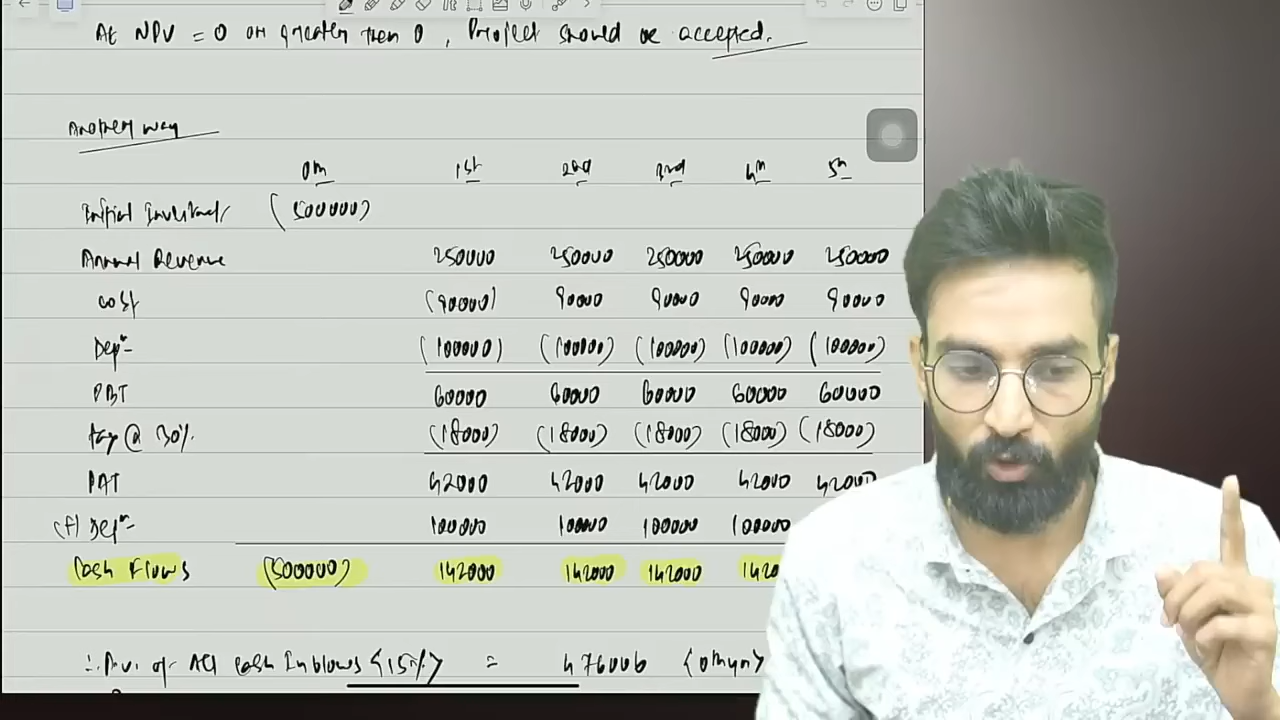 At NPV = 0 or greater then 0, Project should be accepted.
Another way
0th 1st 2nd 3rd 4th 5th
Initial Investment (500000)
Annual Revenue 250000 250000 250000 250000 250000
cost (90000) 90000 90000 90000 90000
Depn (100000) (100000) (100000) (100000) (100000)
PBT 60000 60000 60000 60000 60000
Tax @ 30% (18000) (18000) (18000) (18000) (18000)
PAT 42000 42000 42000 42000 42000
(+) Depn 100000 100000 100000 100000
Cash Flows (500000) 142000 142000 142000 1420
∴ P.v. of All cash Inflows {15%} = 476006